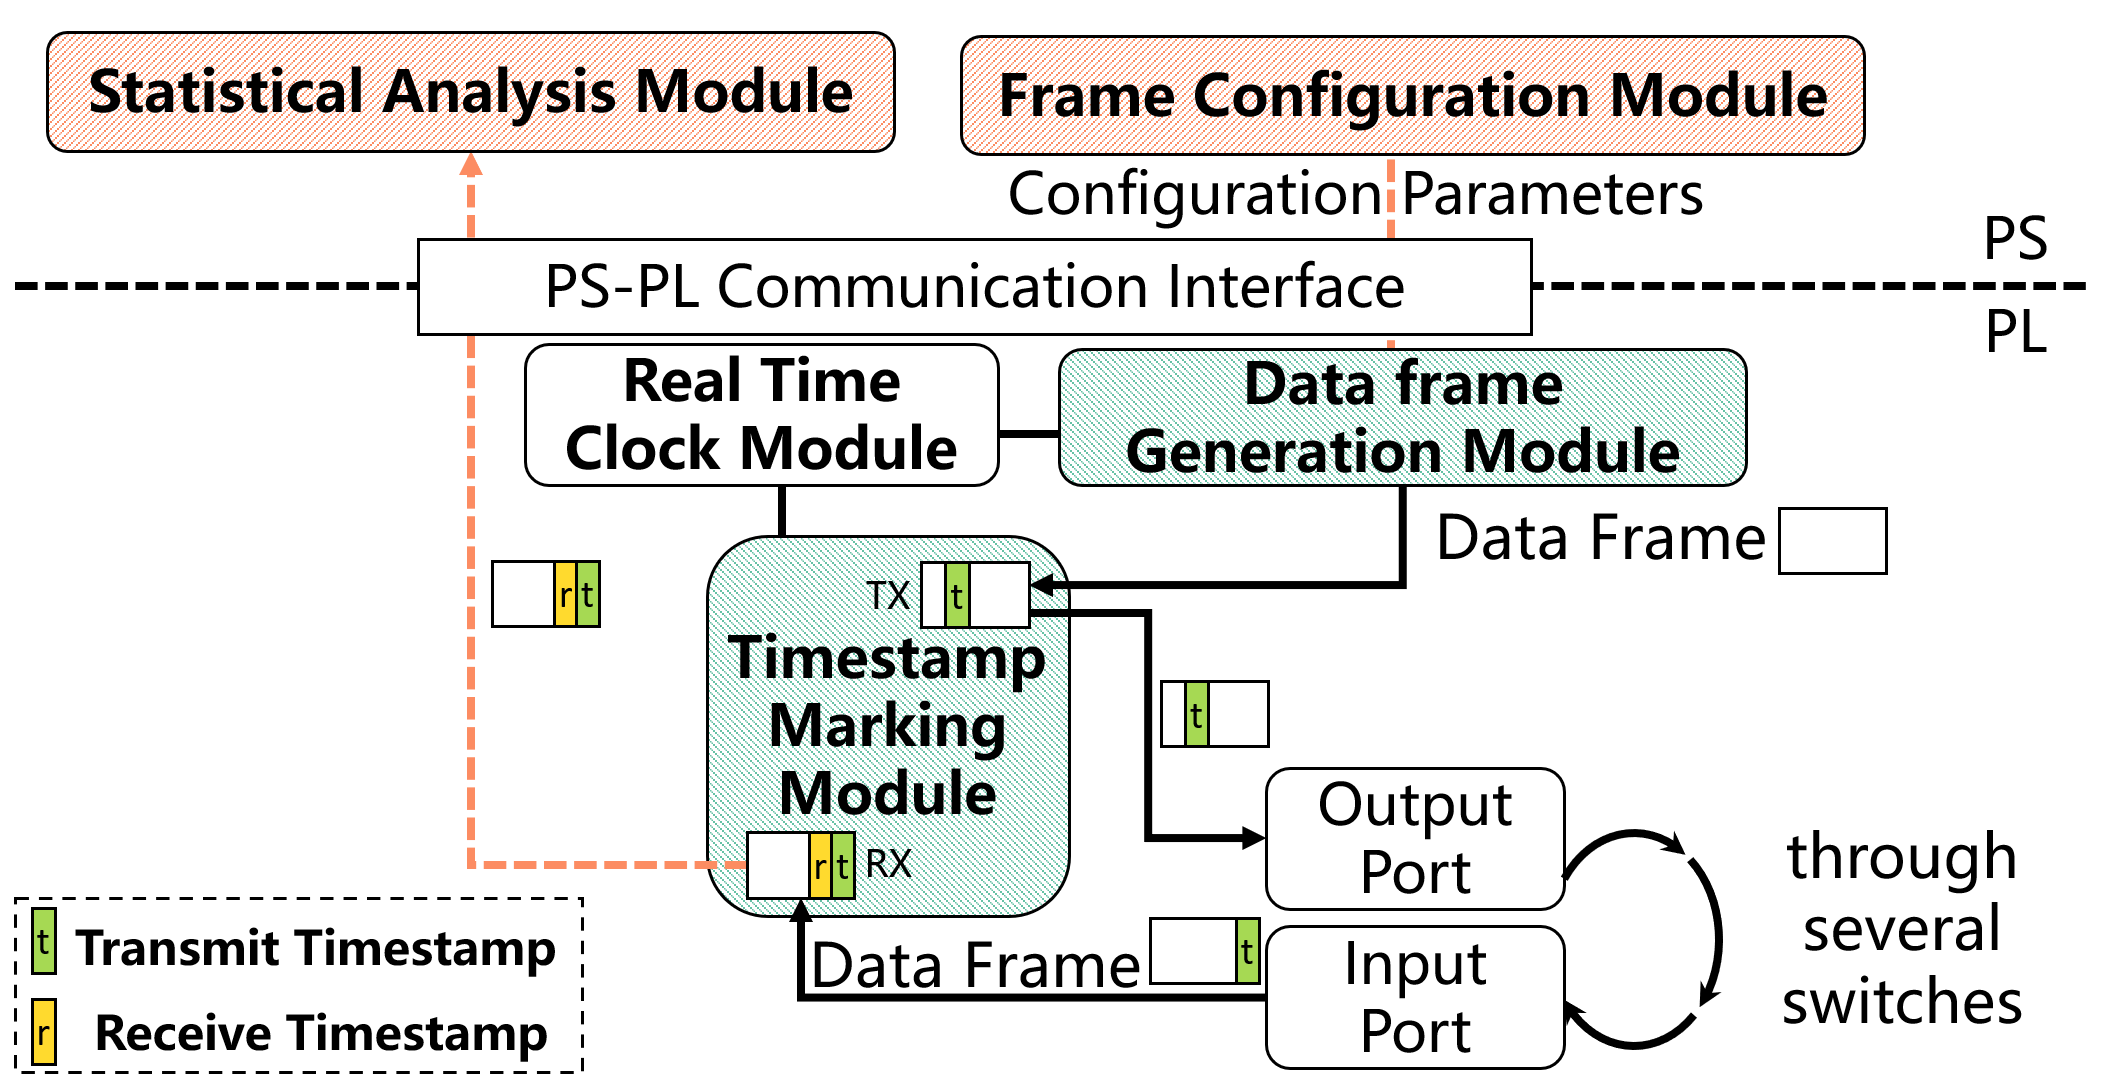 Statistical Analysis Module
Frame Configuration Module
Configuration Parameters
PS
PS-PL Communication Interface
PL
Real Time
Clock Module
Data frame
Generation Module
Data Frame
r t
TX t
Timestamp
Marking
Module
t
r t RX
Output
Port
through
several
switches
Data Frame t
Input
Port
t Transmit Timestamp
r Receive Timestamp